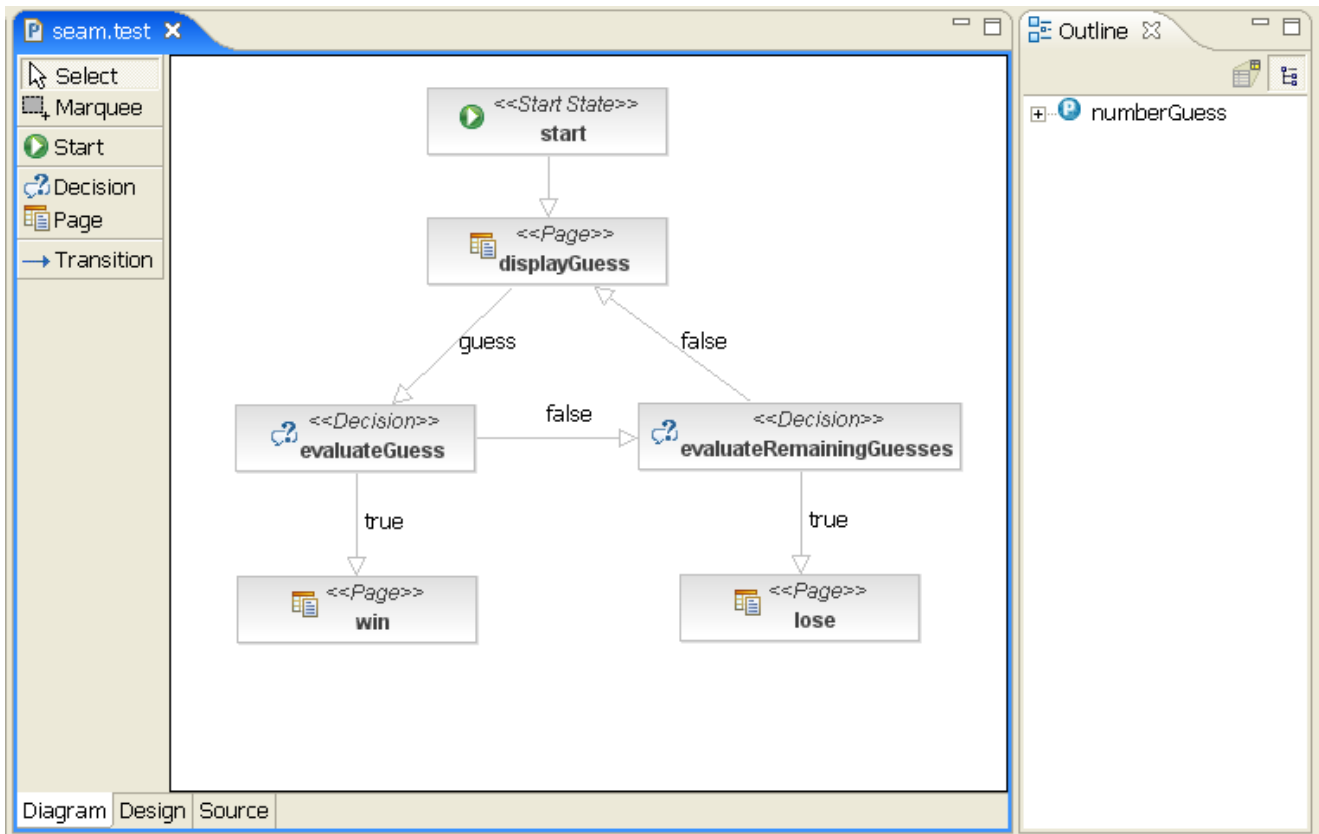 seam.test
Outline
Select
Marquee
Start
Decision
Page
Transition
<<Start State>>
start
<<Page>>
displayGuess
guess
false
<<Decision>>
evaluateGuess
false
<<Decision>>
evaluateRemainingGuesses
true
true
<<Page>>
win
<<Page>>
lose
numberGuess
Diagram Design Source